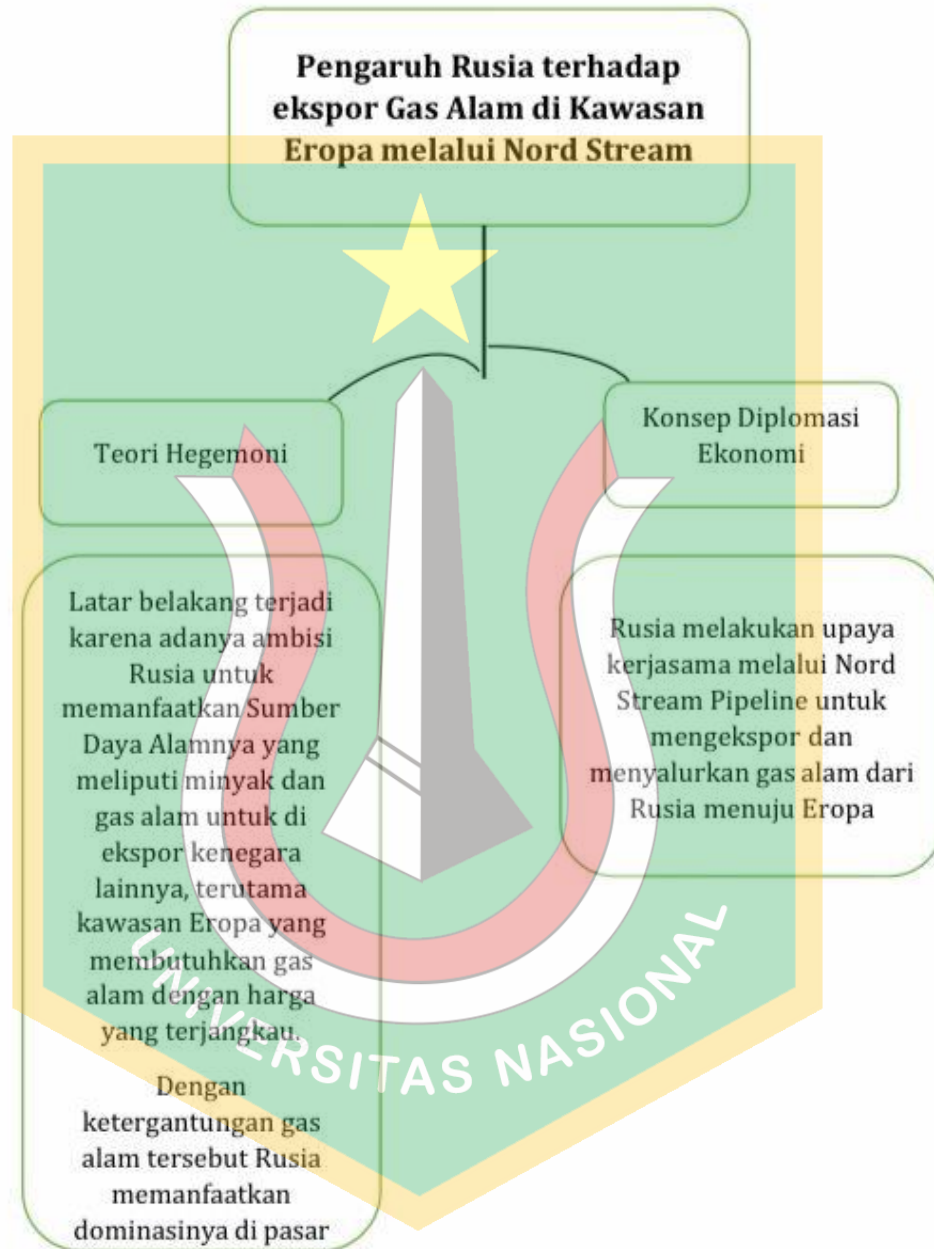 Pengaruh Rusia terhadap
ekspor Gas Alam di Kawasan
Eropa melalui Nord Stream
Teori Hegemoni
Konsep Diplomasi
Ekonomi
Latar belakang terjadi
karena adanya ambisi
Rusia untuk
memanfaatkan Sumber
Daya Alamnya yang
meliputi minyak dan
gas alam untuk di
ekspor kenegara
lainnya, terutama
kawasan Eropa yang
membutuhkan gas
alam dengan harga
yang terjangkau.
Dengan
ketergantungan gas
alam tersebut Rusia
memanfaatkan
dominasinya di pasar
Rusia melakukan upaya
kerjasama melalui Nord
Stream Pipeline untuk
mengekspor dan
menyalurkan gas alam dari
Rusia menuju Eropa
UNIVERSITAS NASIONAL